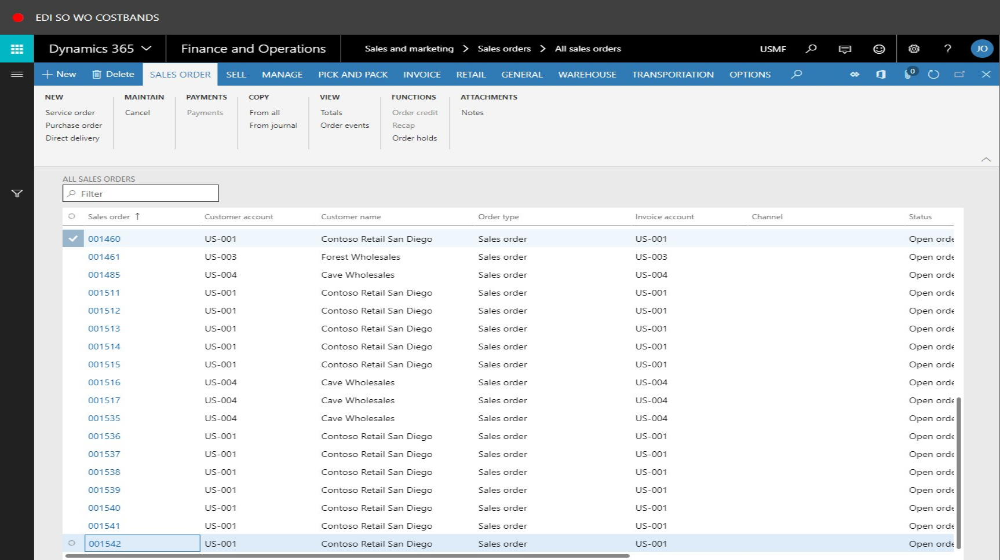 EDI SO WO COSTBANDS
Dynamics 365 Finance and Operations Sales and marketing > Sales orders > All sales orders USMF ? JO
+ New Delete SALES ORDER SELL MANAGE PICK AND PACK INVOICE RETAIL GENERAL WAREHOUSE TRANSPORTATION OPTIONS 0
NEW MAINTAIN PAYMENTS COPY VIEW FUNCTIONS ATTACHMENTS
Service order Cancel Payments From all Totals Order credit Notes
Purchase order From journal Order events Recap
Direct delivery Order holds
ALL SALES ORDERS
Filter
Sales order ↑ Customer account Customer name Order type Invoice account Channel Status
001460 US-001 Contoso Retail San Diego Sales order US-001 Open orde
001461 US-003 Forest Wholesales Sales order US-003 Open orde
001485 US-004 Cave Wholesales Sales order US-004 Open orde
001511 US-001 Contoso Retail San Diego Sales order US-001 Open orde
001512 US-001 Contoso Retail San Diego Sales order US-001 Open orde
001513 US-001 Contoso Retail San Diego Sales order US-001 Open orde
001514 US-001 Contoso Retail San Diego Sales order US-001 Open orde
001515 US-001 Contoso Retail San Diego Sales order US-001 Open orde
001516 US-004 Cave Wholesales Sales order US-004 Open orde
001517 US-004 Cave Wholesales Sales order US-004 Open orde
001535 US-004 Cave Wholesales Sales order US-004 Open orde
001536 US-001 Contoso Retail San Diego Sales order US-001 Open orde
001537 US-001 Contoso Retail San Diego Sales order US-001 Open orde
001538 US-001 Contoso Retail San Diego Sales order US-001 Open orde
001539 US-001 Contoso Retail San Diego Sales order US-001 Open orde
001540 US-001 Contoso Retail San Diego Sales order US-001 Open orde
001541 US-001 Contoso Retail San Diego Sales order US-001 Open orde
001542 US-001 Contoso Retail San Diego Sales order US-001 Open orde